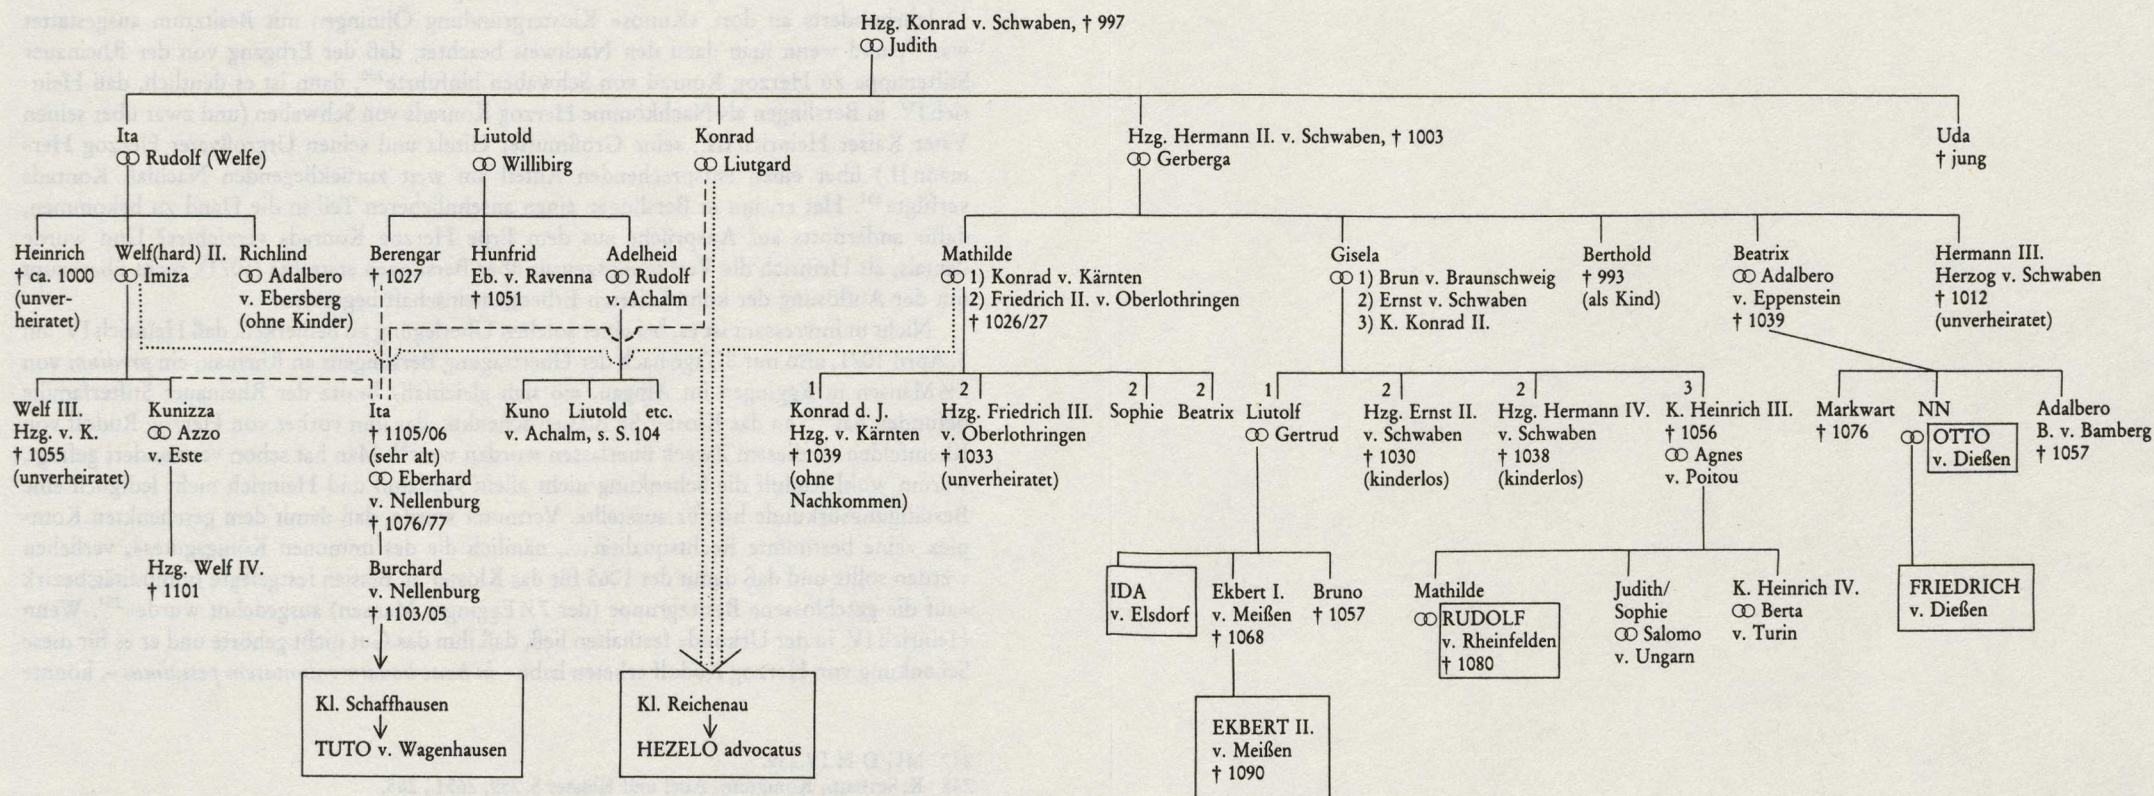 Hzg. Konrad v. Schwaben, † 997
⚭ Judith
Ita
⚭ Rudolf (Welfe)
Liutold
⚭ Willibirg
Konrad
⚭ Liutgard
Hzg. Hermann II. v. Schwaben, † 1003
⚭ Gerberga
Uda
† jung
Heinrich
† ca. 1000
(unver-
heiratet)
Welf(hard) II.
⚭ Imiza
Richlind
⚭ Adalbero
v. Ebersberg
(ohne Kinder)
Berengar
† 1027
Hunfrid
Eb. v. Ravenna
† 1051
Adelheid
⚭ Rudolf
v. Achalm
Mathilde
⚭ 1) Konrad v. Kärnten
2) Friedrich II. v. Oberlothringen
† 1026/27
Gisela
⚭ 1) Brun v. Braunschweig
2) Ernst v. Schwaben
3) K. Konrad II.
Berthold
† 993
(als Kind)
Beatrix
⚭ Adalbero
v. Eppenstein
† 1039
Hermann III.
Herzog v. Schwaben
† 1012
(unverheiratet)
Welf III.
Hzg. v. K.
† 1055
(unverheiratet)
Kunizza
⚭ Azzo
v. Este
Ita
† 1105/06
(sehr alt)
⚭ Eberhard
v. Nellenburg
† 1076/77
Kuno Liutold etc.
v. Achalm, s. S.104
1
Konrad d. J.
Hzg. v. Kärnten
† 1039
(ohne
Nachkommen)
2
Hzg. Friedrich III.
v. Oberlothringen
† 1033
(unverheiratet)
2
Sophie
2
Beatrix
1
Liutolf
⚭ Gertrud
2
Hzg. Ernst II.
v. Schwaben
† 1030
(kinderlos)
2
Hzg. Hermann IV.
v. Schwaben
† 1038
(kinderlos)
3
K. Heinrich III.
† 1056
⚭ Agnes
v. Poitou
Markwart
† 1076
NN
⚭ OTTO
v. Dießen
Adalbero
B. v. Bamberg
† 1057
Hzg. Welf IV.
† 1101
Burchard
v. Nellenburg
† 1103/05
IDA
v. Elsdorf
Ekbert I.
v. Meißen
† 1068
Bruno
† 1057
Mathilde
⚭ RUDOLF
v. Rheinfelden
† 1080
Judith/
Sophie
⚭ Salomo
v. Ungarn
K. Heinrich IV.
⚭ Berta
v. Turin
FRIEDRICH
v. Dießen
Kl. Schaffhausen
TUTO v. Wagenhausen
Kl. Reichenau
HEZELO advocatus
EKBERT II.
v. Meißen
† 1090